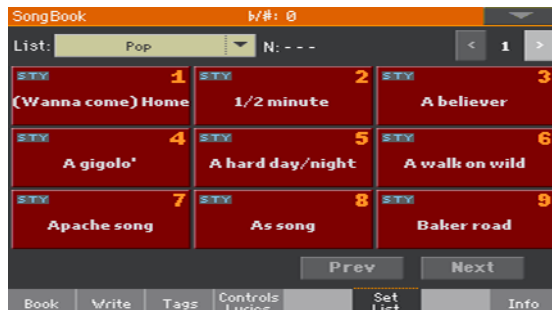 SongBook ♭/#: 0
List: Pop N: - - - < 1 >
STY 1 STY 2 STY 3
(Wanna come) Home 1/2 minute A believer
STY 4 STY 5 STY 6
A gigolo' A hard day/night A walk on wild
STY 7 STY 8 STY 9
Apache song As song Baker road
Prev Next
Book Write Tags Controls Lyrics Set List Info